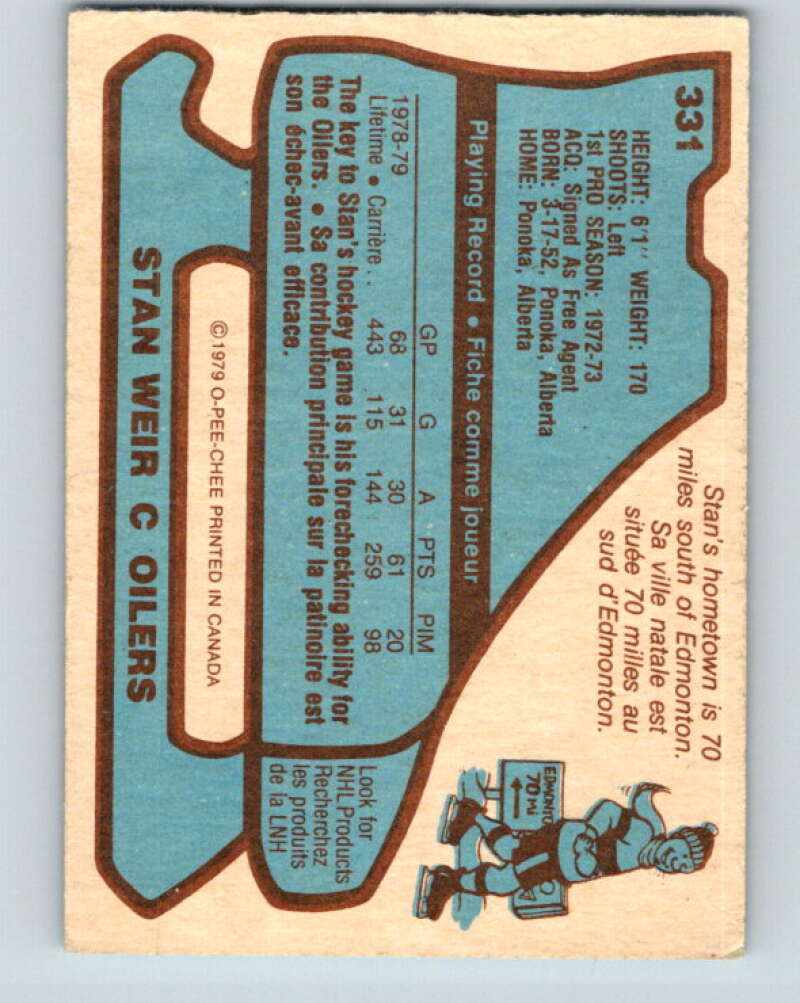 331
HEIGHT: 6'1" WEIGHT: 170
SHOOTS: Left
1st PRO SEASON: 1972-73
ACQ: Signed As Free Agent
BORN: 3-17-52, Ponoka, Alberta
HOME: Ponoka, Alberta
Stan's hometown is 70
miles south of Edmonton.
Sa ville natale est
située 70 milles au
sud d'Edmonton.
EDMONTO
70 MI
Playing Record • Fiche comme joueur
GP G A PTS PIM
1978-79 68 31 30 61 20
Lifetime • Carrière . . 443 115 144 259 98
The key to Stan's hockey game is his forechecking ability for
the Oilers. • Sa contribution principale sur la patinoire est
son échec-avant efficace.
Look for
NHL Products
Recherchez
les produits
de la LNH
©1979 O-PEE-CHEE PRINTED IN CANADA
STAN WEIR C OILERS